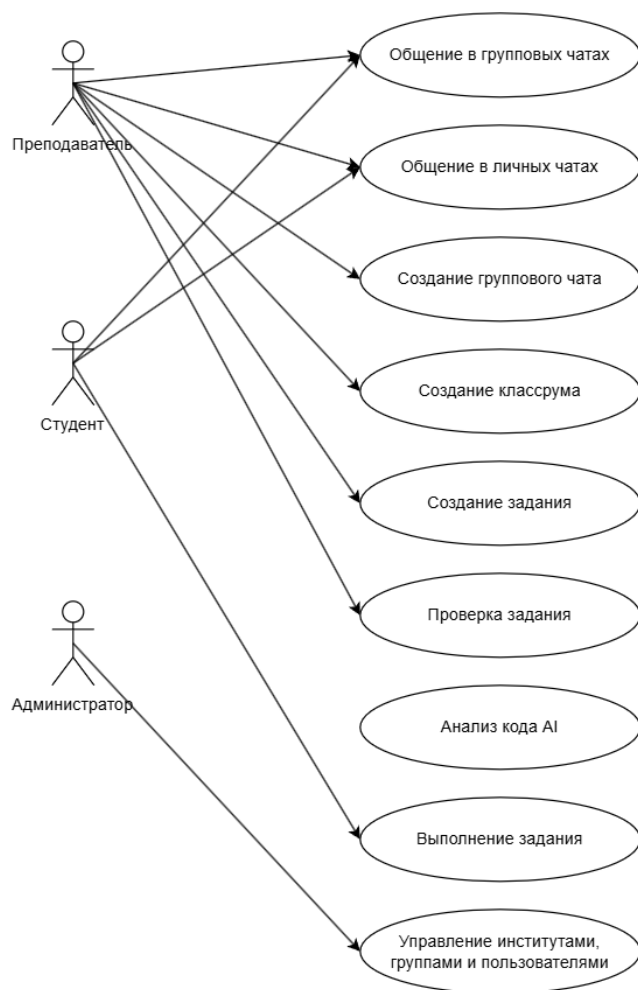 Общение в групповых чатах
Преподаватель
Общение в личных чатах
Создание группового чата
Студент
Создание классрума
Создание задания
Проверка задания
Администратор
Анализ кода AI
Выполнение задания
Управление институтами,
группами и пользователями